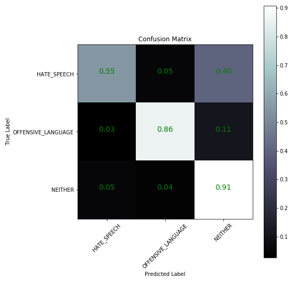 Confusion Matrix
0.9
HATE_SPEECH 0.55 0.05 0.40
0.8
0.7
0.6
True Label
OFFENSIVE_LANGUAGE 0.03 0.86 0.11
0.5
0.4
0.3
NEITHER 0.05 0.04 0.91
0.2
0.1
HATE_SPEECH OFFENSIVE_LANGUAGE NEITHER
Predicted Label